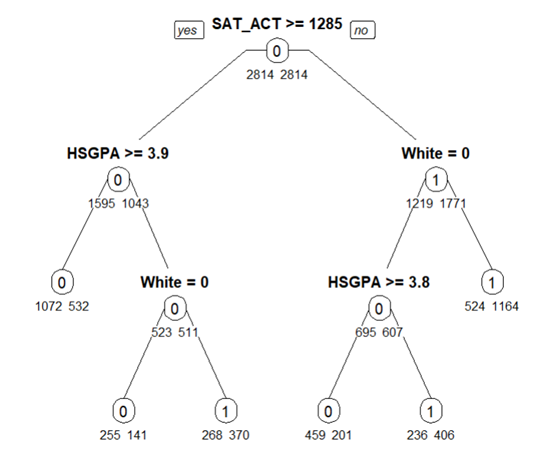 yes SAT_ACT >= 1285 no
0
2814 2814
HSGPA >= 3.9 White = 0
0 1
1595 1043 1219 1771
0 White = 0 HSGPA >= 3.8 1
1072 532 0 0 524 1164
523 511 695 607
0 1 0 1
255 141 268 370 459 201 236 406